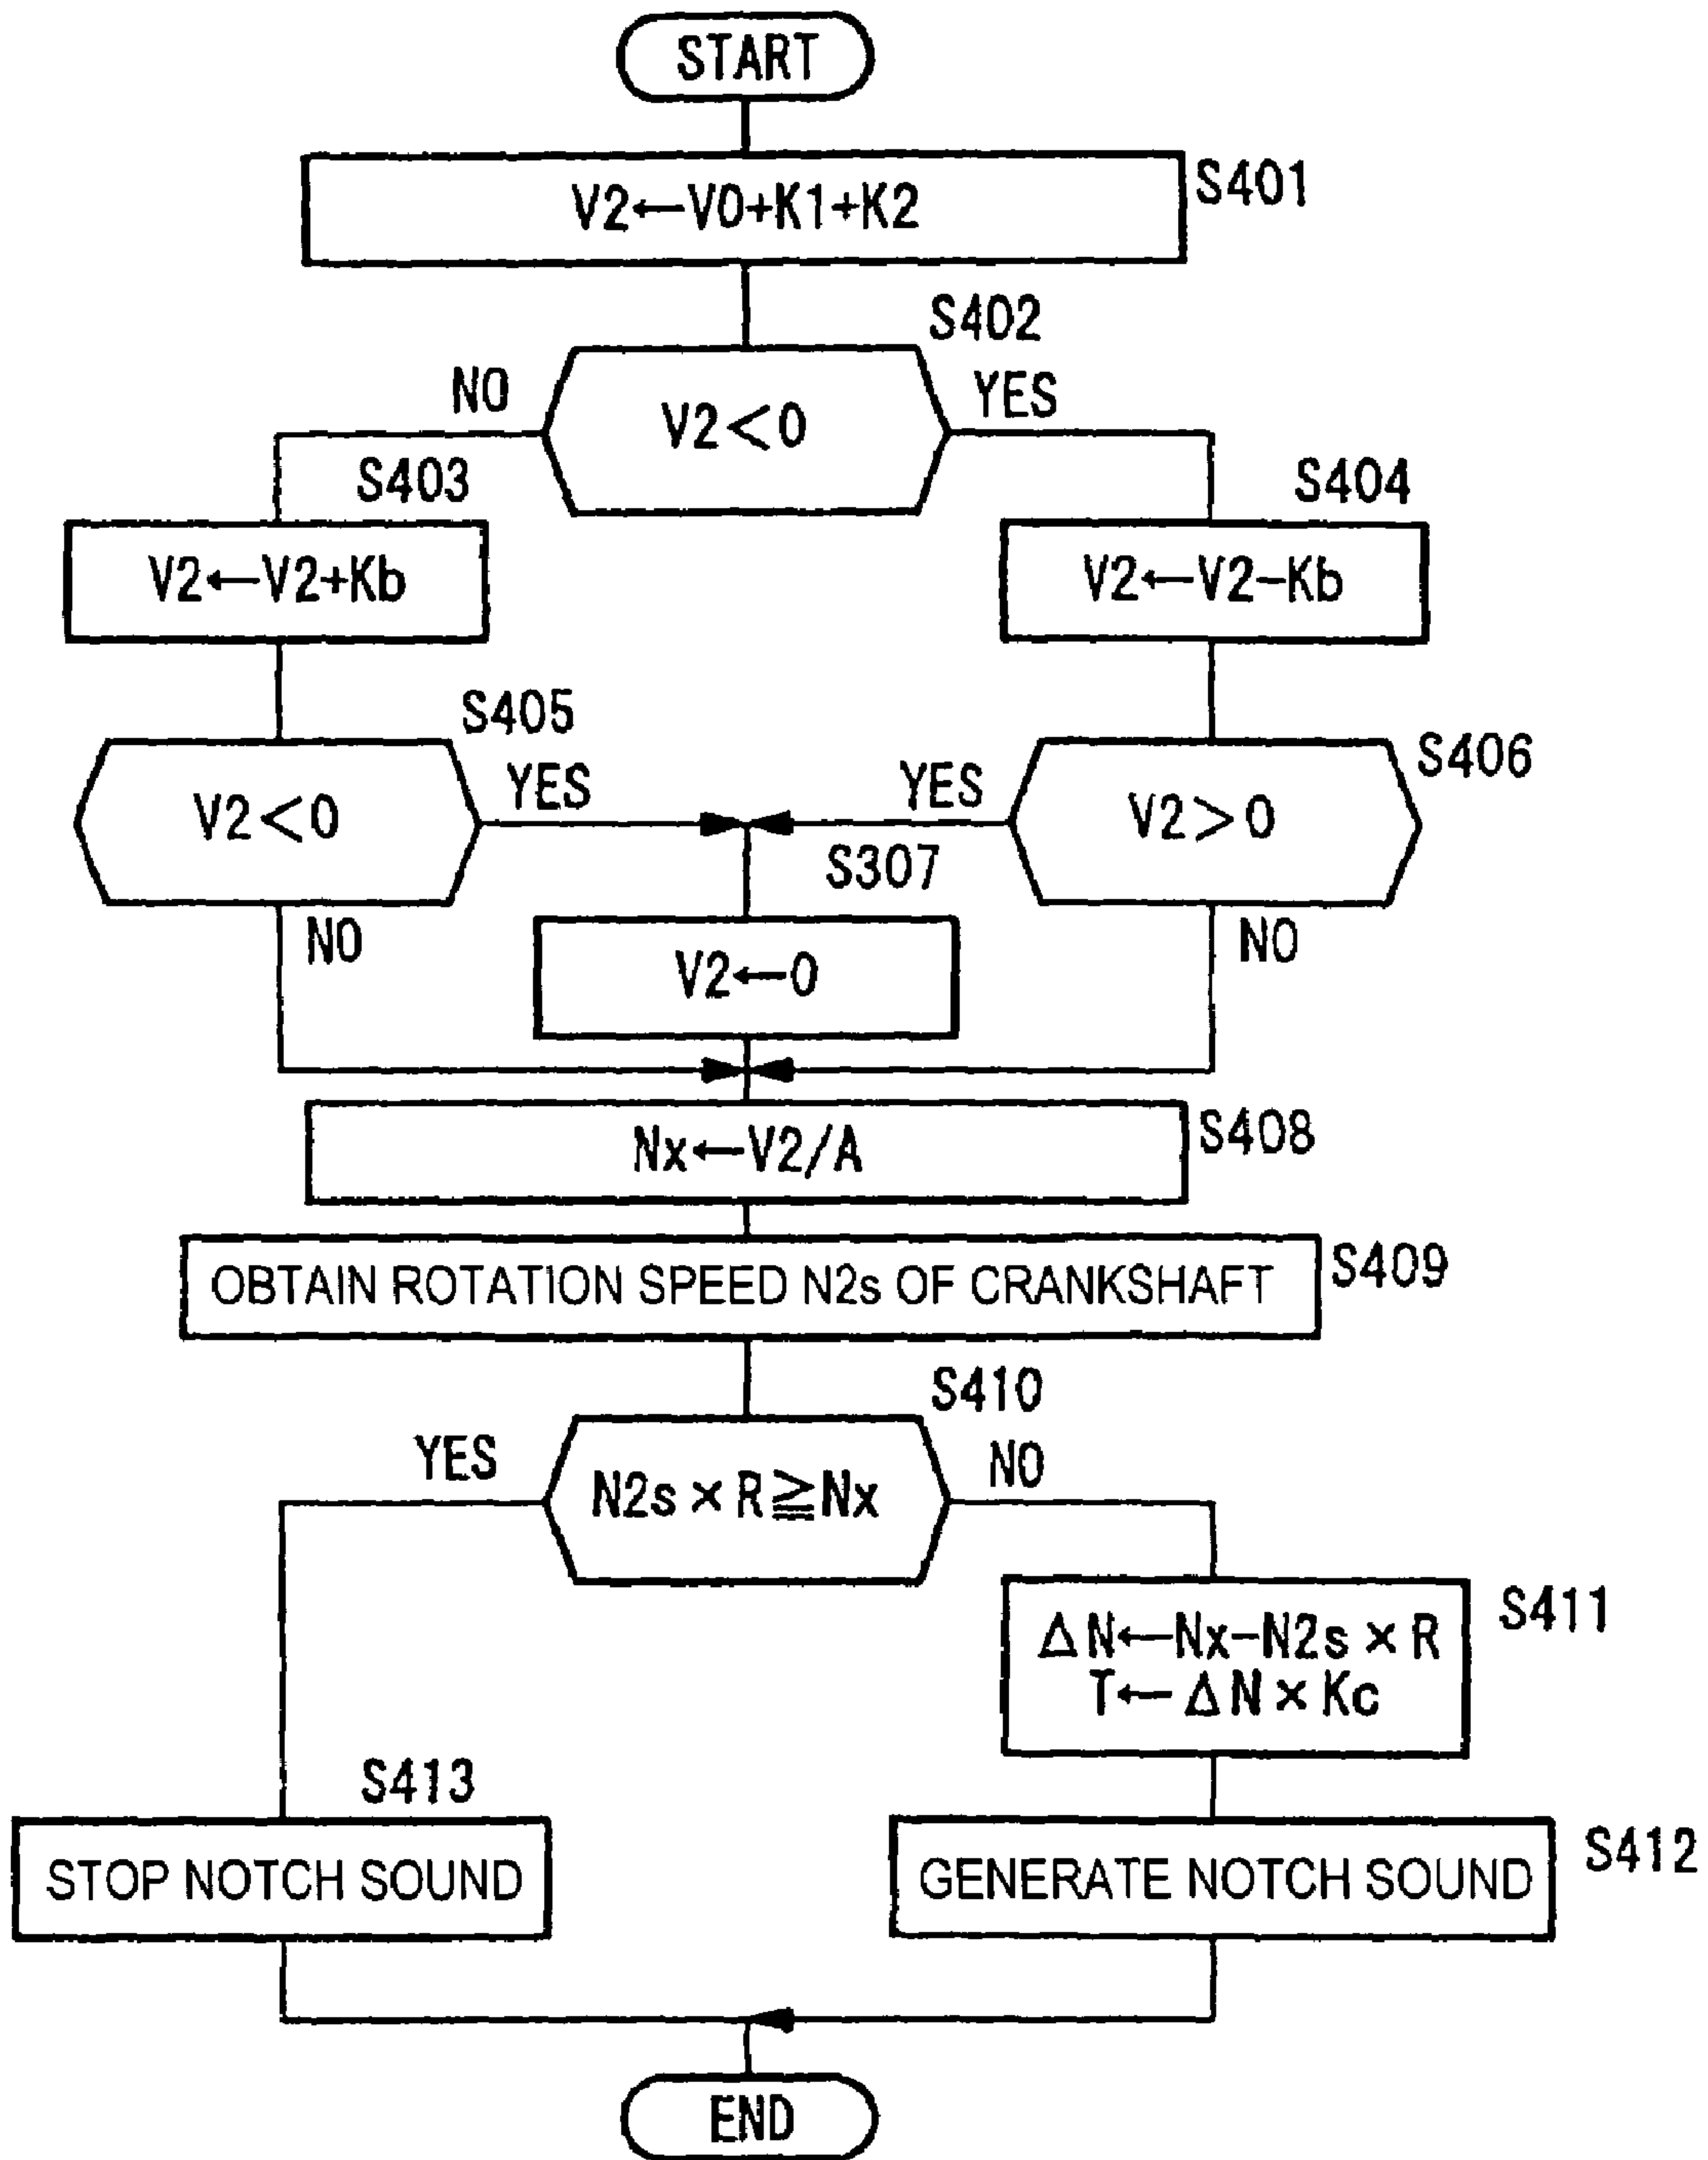 START
V2←V0+K1+K2
S401
S402
NO
YES
V2<0
S403
S404
V2←V2+Kb
V2←V2-Kb
S405
S406
V2<0
YES
YES
V2>0
S307
NO
NO
V2←0
Nx←V2/A
S408
OBTAIN ROTATION SPEED N2s OF CRANKSHAFT
S409
S410
YES
NO
N2s×R≧Nx
S411
ΔN←Nx-N2s×R
T←ΔN×Kc
S413
S412
STOP NOTCH SOUND
GENERATE NOTCH SOUND
END